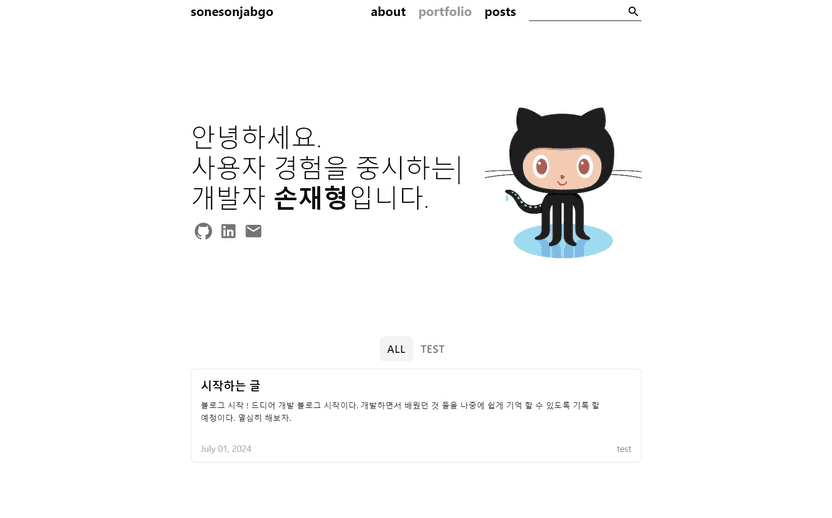 sonesonjabgo about portfolio posts
안녕하세요.
사용자 경험을 중시하는|
개발자 손재형입니다.
ALL TEST
시작하는 글
블로그 시작 ! 드디어 개발 블로그 시작이다. 개발하면서 배웠던 것 들을 나중에 쉽게 기억 할 수 있도록 기록 할
예정이다. 열심히 해보자.
July 01, 2024 test